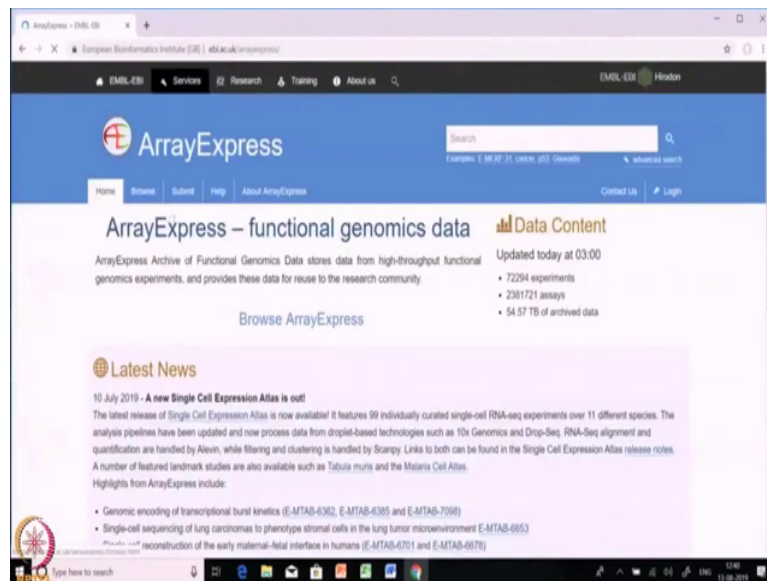 ArrayExpress < EMBL-EBI
European Bioinformatics Institute [GB] | ebi.ac.uk/arrayexpress/
EMBL-EBI Services Research Training About us
EMBL-EBI Hinxton
ArrayExpress
Search
Examples: E-MEXP-31, cancer, p53, Geuvadis
advanced search
Home Browse Submit Help About ArrayExpress
Contact Us Login
ArrayExpress – functional genomics data
ArrayExpress Archive of Functional Genomics Data stores data from high-throughput functional
genomics experiments, and provides these data for reuse to the research community.
Browse ArrayExpress
Data Content
Updated today at 03:00
• 72294 experiments
• 2381721 assays
• 54.57 TB of archived data
Latest News
10 July 2019 - A new Single Cell Expression Atlas is out!
The latest release of Single Cell Expression Atlas is now available! It features 99 individually curated single-cell RNA-seq experiments over 11 different species. The
analysis pipelines have been updated and now process data from droplet-based technologies such as 10x Genomics and Drop-Seq. RNA-Seq alignment and
quantification are handled by Alevin, while filtering and clustering is handled by Scanpy. Links to both can be found in the Single Cell Expression Atlas release notes.
A number of featured landmark studies are also available such as Tabula muris and the Malaria Cell Atlas.
Highlights from ArrayExpress include:
• Genomic encoding of transcriptional burst kinetics (E-MTAB-6362, E-MTAB-6385 and E-MTAB-7098)
• Single-cell sequencing of lung carcinomas to phenotype stromal cells in the lung tumor microenvironment E-MTAB-6653
reconstruction of the early maternal–fetal interface in humans (E-MTAB-6701 and E-MTAB-6678)
Type here to search
ENG
12:40
15-08-2019